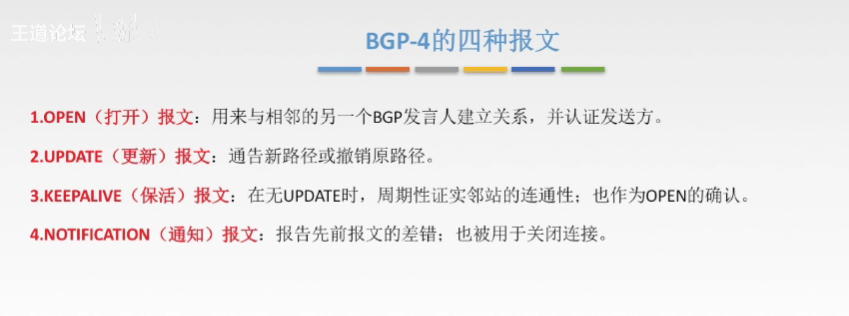 王道论坛
BGP-4的四种报文
1.OPEN（打开）报文：用来与相邻的另一个BGP发言人建立关系，并认证发送方。
2.UPDATE（更新）报文：通告新路径或撤销原路径。
3.KEEPALIVE（保活）报文：在无UPDATE时，周期性证实邻站的连通性；也作为OPEN的确认。
4.NOTIFICATION（通知）报文：报告先前报文的差错；也被用于关闭连接。